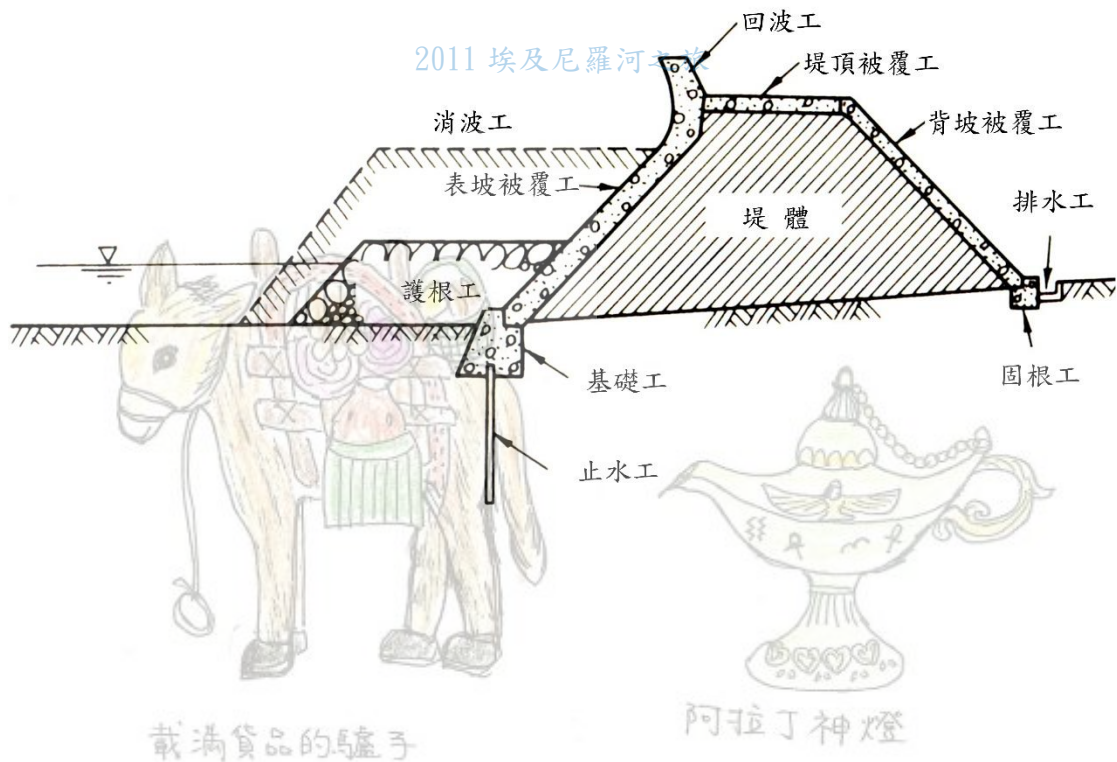 回波工
2011 埃及尼羅河之旅
堤頂被覆工
消波工
背坡被覆工
表坡被覆工
排水工
堤 體
護根工
基礎工
固根工
止水工
載滿貨品的驢子
阿拉丁神燈